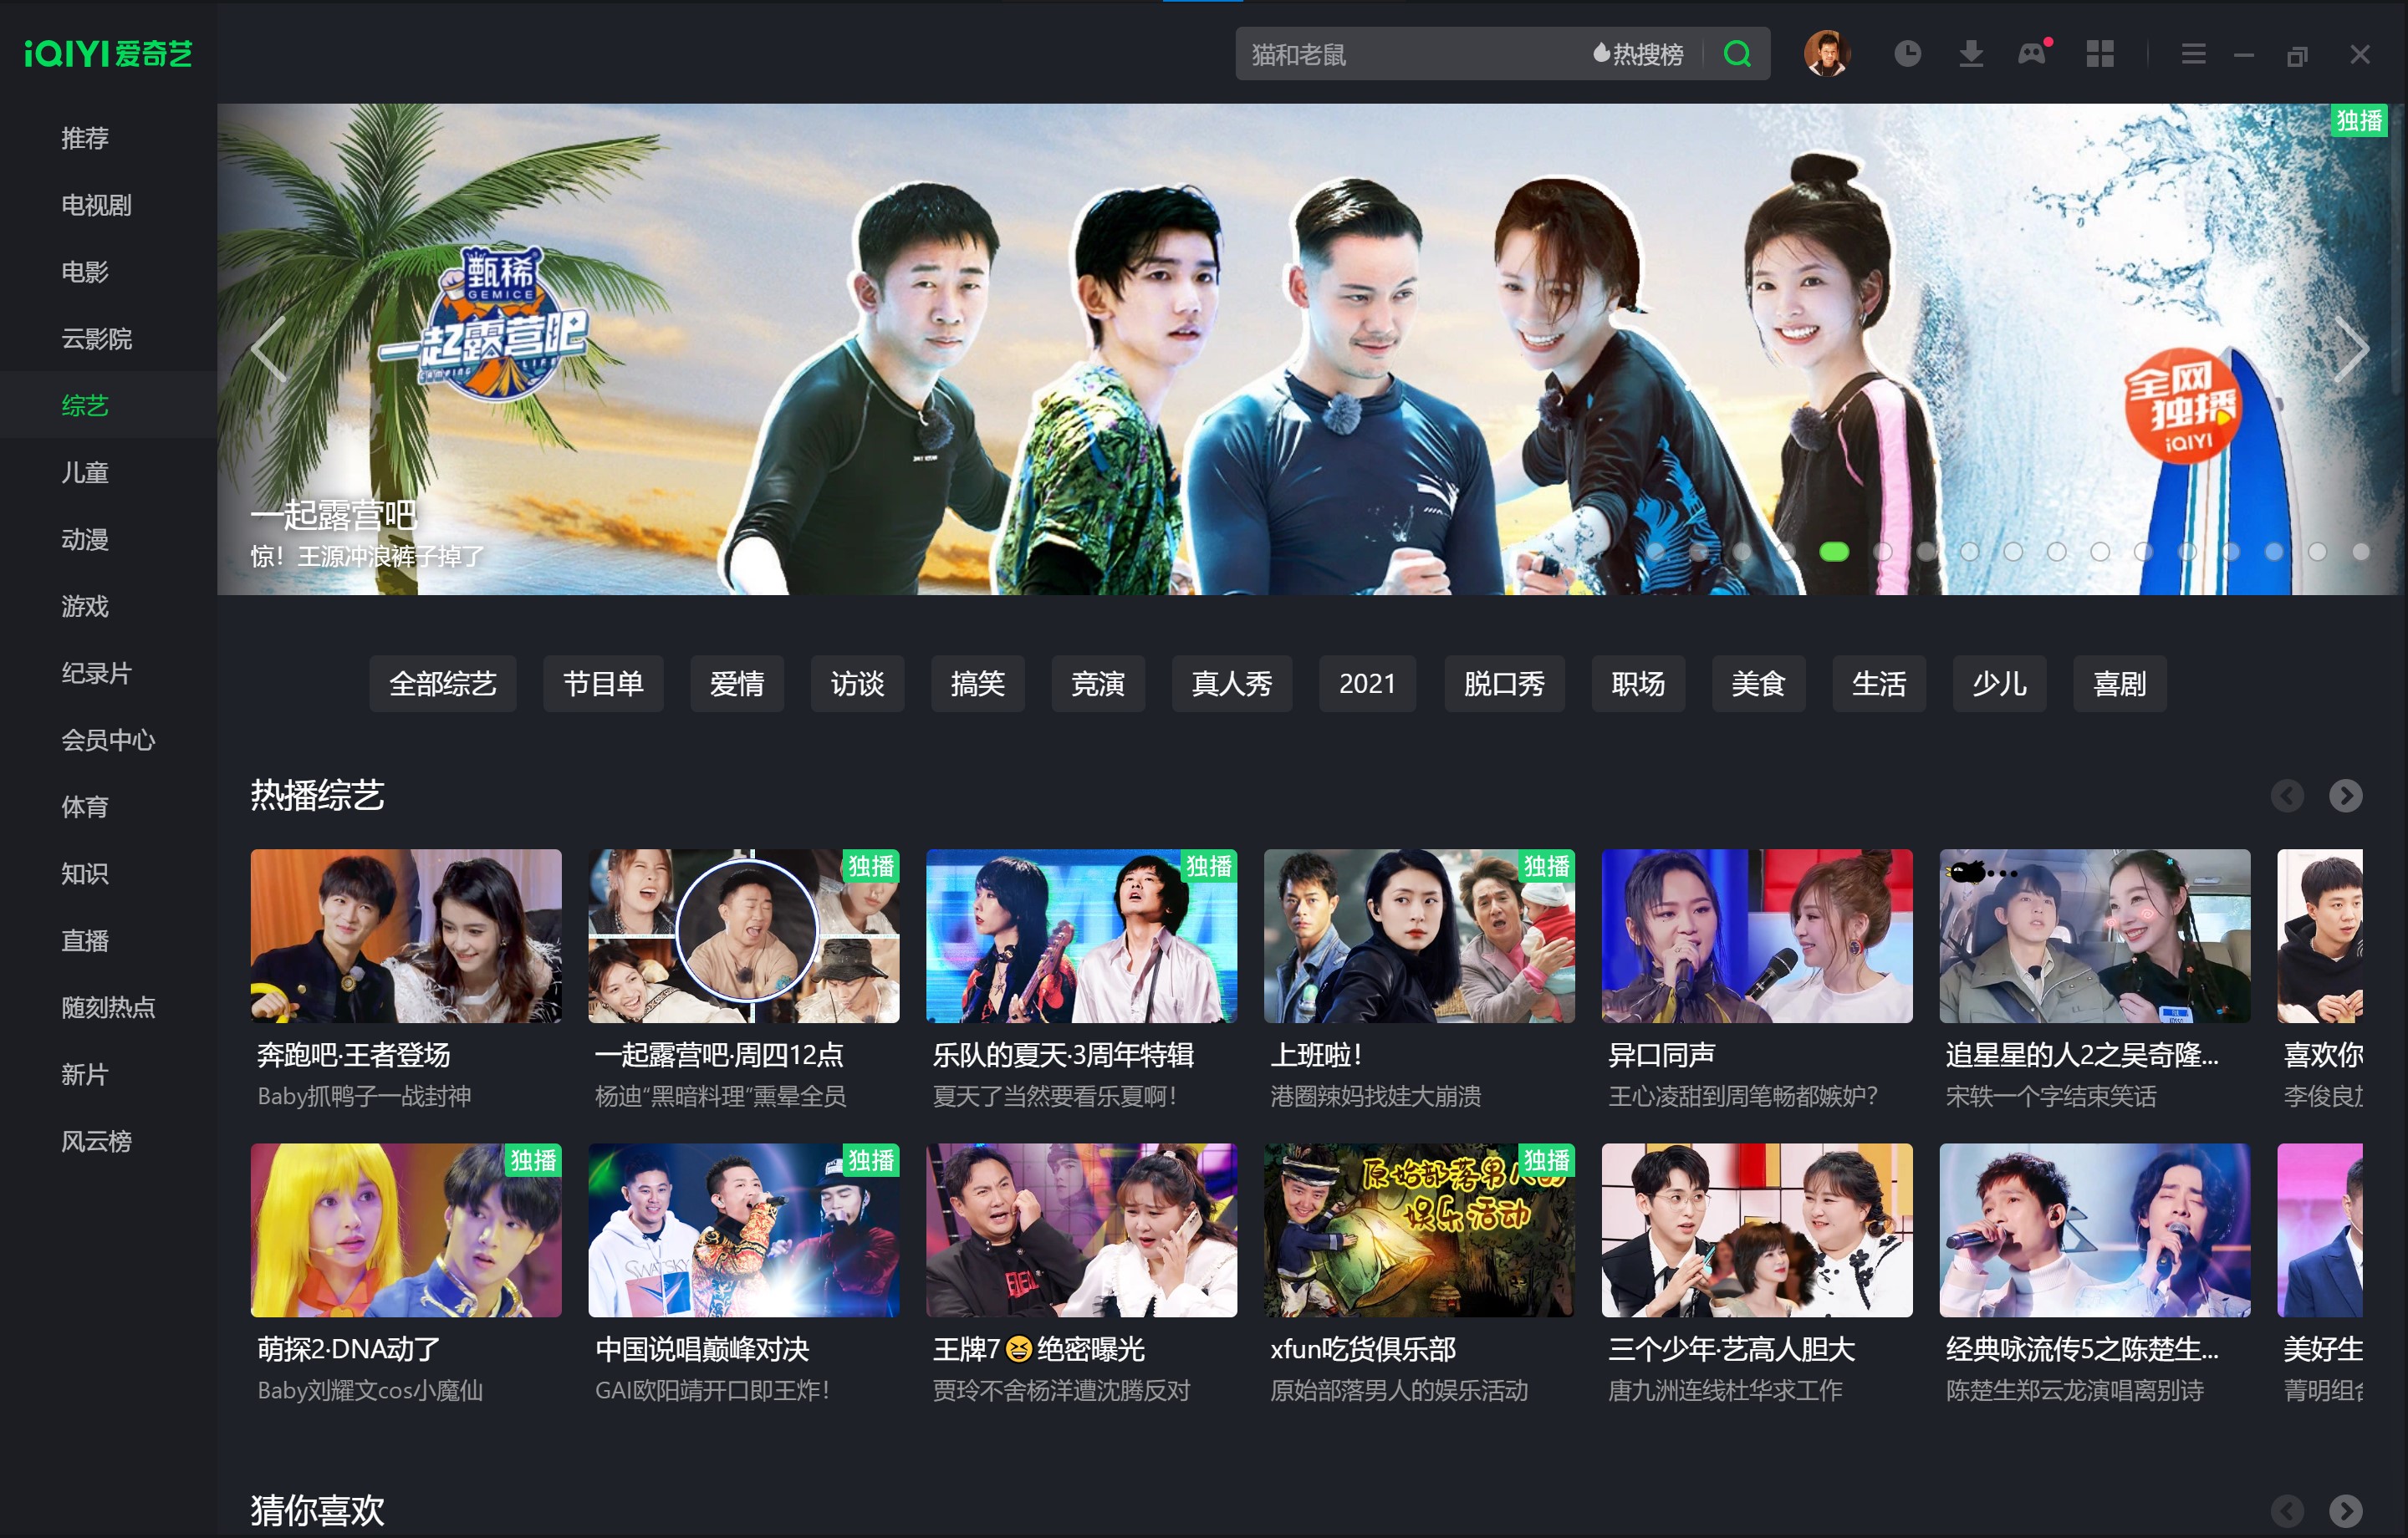 iQIYI 爱奇艺
猫和老鼠
热搜榜
推荐
电视剧
电影
云影院
综艺
儿童
动漫
游戏
纪录片
会员中心
体育
知识
直播
随刻热点
新片
风云榜
独播
甄稀
GEMICE
一起露营吧
CAMPING LIFE
全网
独播
iQIYI
一起露营吧
惊！王源冲浪裤子掉了
全部综艺 节目单 爱情 访谈 搞笑 竞演 真人秀 2021 脱口秀 职场 美食 生活 少儿 喜剧
热播综艺
独播 独播 独播
奔跑吧·王者登场 一起露营吧·周四12点 乐队的夏天·3周年特辑 上班啦！ 异口同声 追星星的人2之吴奇隆... 喜欢你
Baby抓鸭子一战封神 杨迪“黑暗料理”熏晕全员 夏天了当然要看乐夏啊！ 港圈辣妈找娃大崩溃 王心凌甜到周笔畅都嫉妒？ 宋轶一个字结束笑话 李俊良
独播 独播 独播
原始部落男人的
娱乐活动
萌探2·DNA动了 中国说唱巅峰对决 王牌7😆绝密曝光 xfun吃货俱乐部 三个少年·艺高人胆大 经典咏流传5之陈楚生... 美好生
Baby刘耀文cos小魔仙 GAI欧阳靖开口即王炸！ 贾玲不舍杨洋遭沈腾反对 原始部落男人的娱乐活动 唐九洲连线杜华求工作 陈楚生郑云龙演唱离别诗 菁明组
猜你喜欢